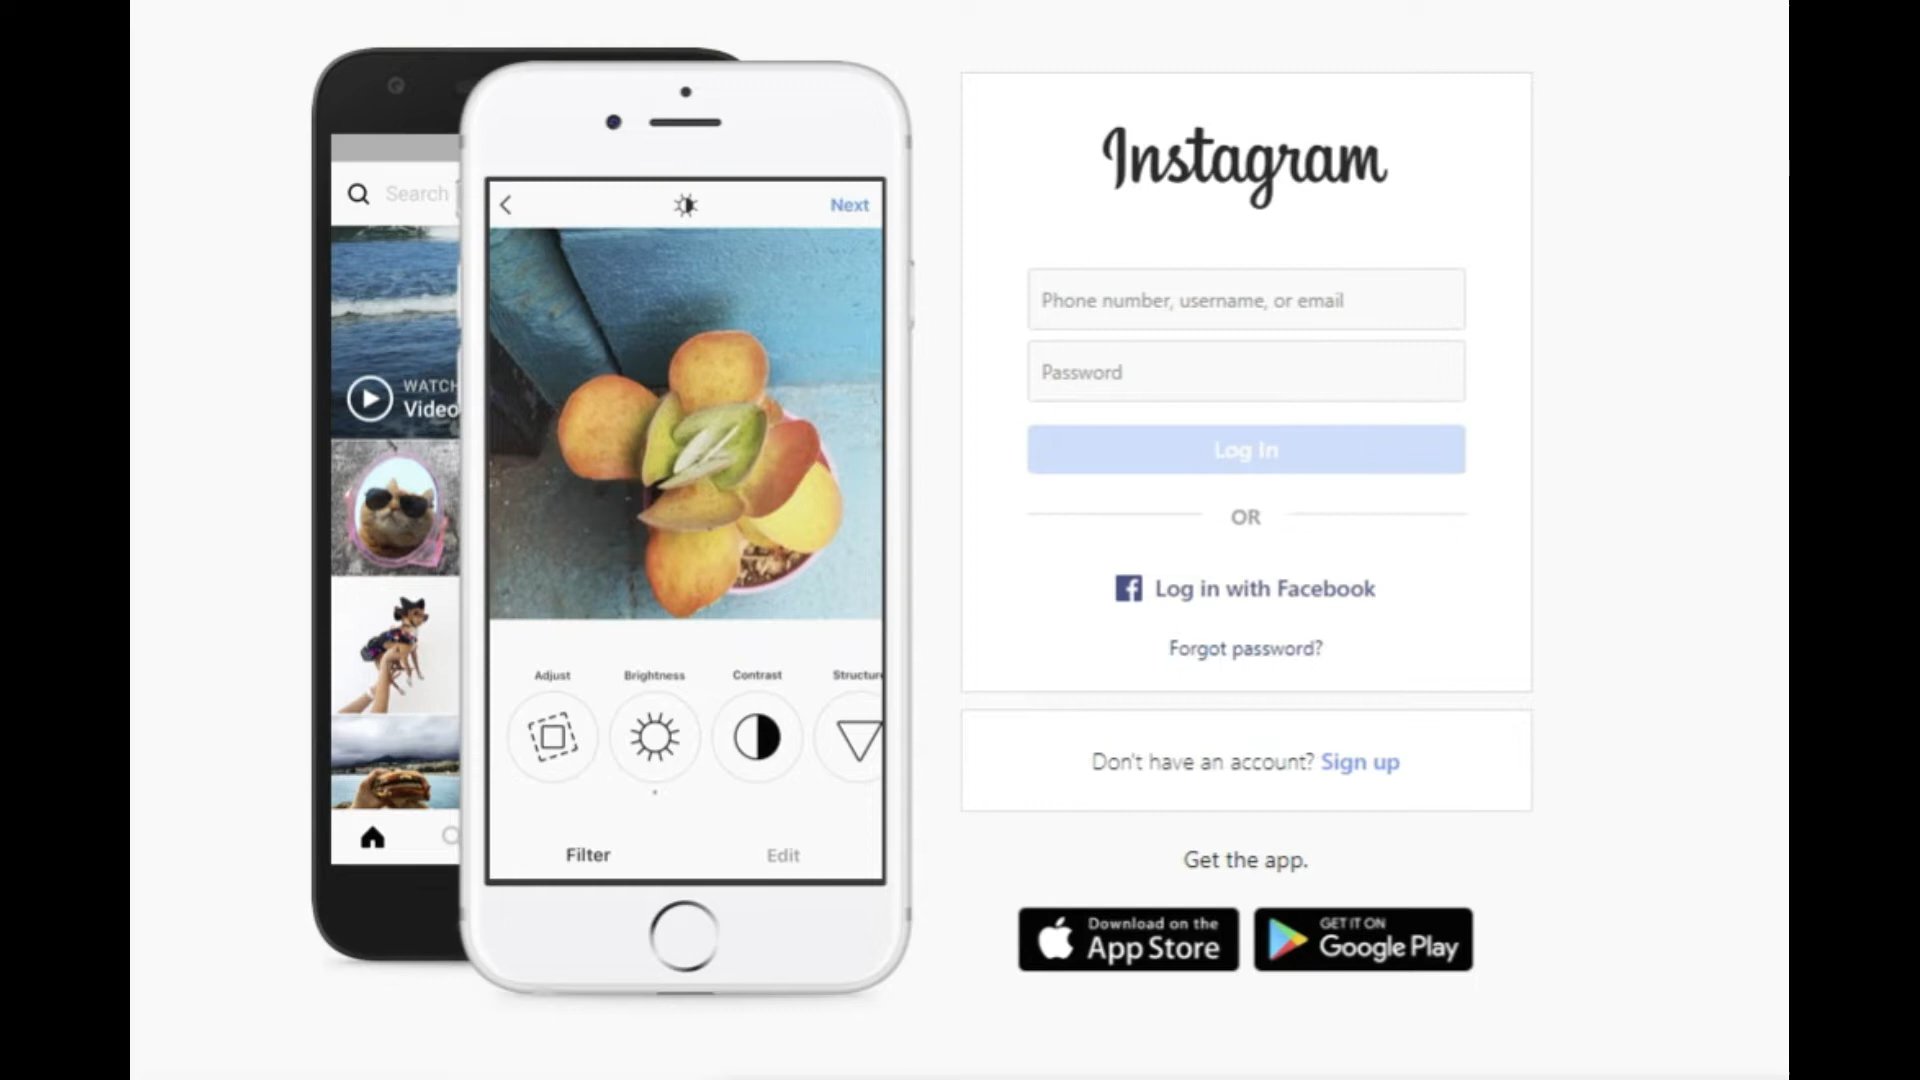 Search
WATCH
Video
Next
Adjust
Brightness
Contrast
Structur
Filter
Edit
Instagram
Phone number, username, or email
Password
Log In
OR
Log in with Facebook
Forgot password?
Don't have an account? Sign up
Get the app.
Download on the
App Store
GET IT ON
Google Play